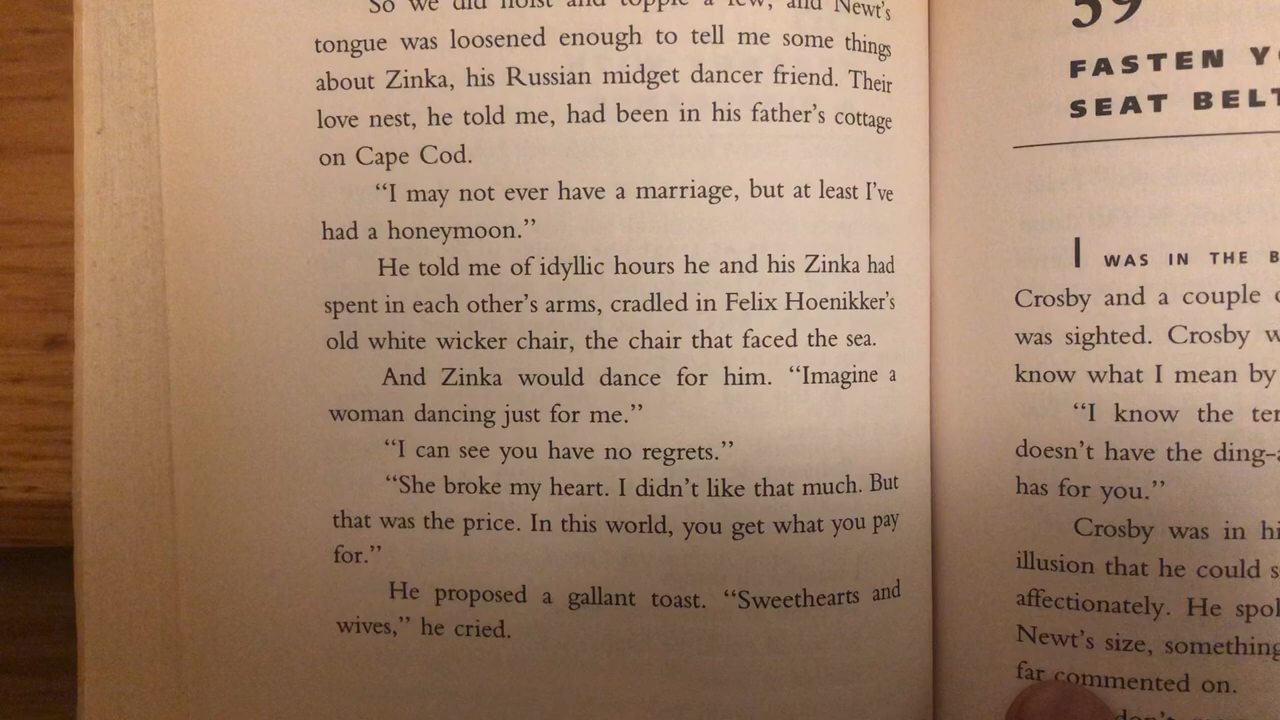 So we did hoist and topple a few, and Newt's
tongue was loosened enough to tell me some things
about Zinka, his Russian midget dancer friend. Their
love nest, he told me, had been in his father's cottage
on Cape Cod.
“I may not ever have a marriage, but at least I've
had a honeymoon.”
He told me of idyllic hours he and his Zinka had
spent in each other's arms, cradled in Felix Hoenikker's
old white wicker chair, the chair that faced the sea.
And Zinka would dance for him. “Imagine a
woman dancing just for me.”
“I can see you have no regrets.”
“She broke my heart. I didn't like that much. But
that was the price. In this world, you get what you pay
for.”
He proposed a gallant toast. “Sweethearts and
wives,” he cried.
59
FASTEN
SEAT BELT
I WAS IN THE B
Crosby and a couple
was sighted. Crosby
know what I mean by
“I know the
doesn't have the ding-
has for you.”
Crosby was in
illusion that he could
affectionately. He
Newt's size, something
far commented on.
don't